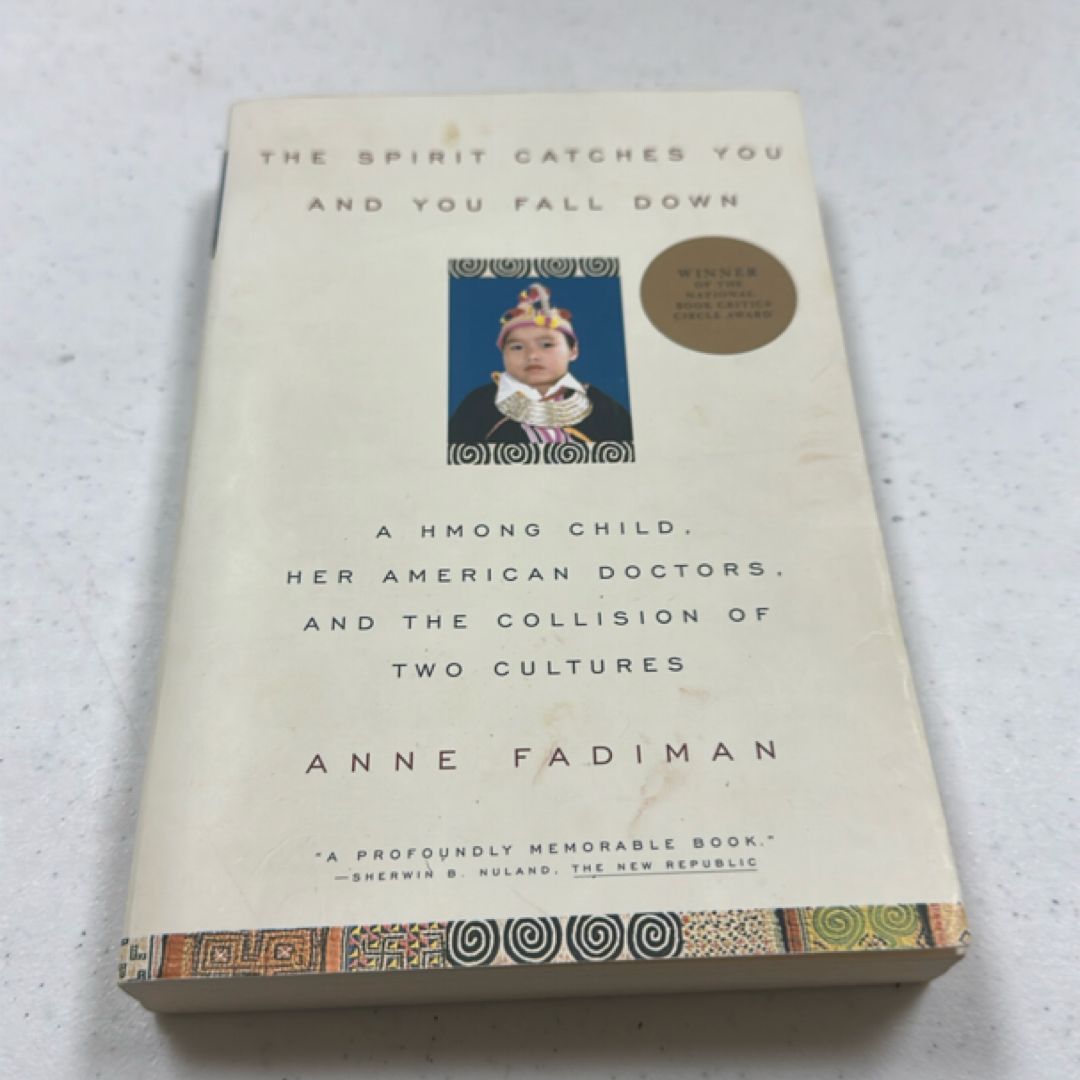 THE SPIRIT CATCHES YOU
AND YOU FALL DOWN
WINNER
OF THE
NATIONAL
BOOK CRITICS
CIRCLE AWARD
A HMONG CHILD,
HER AMERICAN DOCTORS,
AND THE COLLISION OF
TWO CULTURES
ANNE FADIMAN
"A PROFOUNDLY MEMORABLE BOOK."
—SHERWIN B. NULAND, THE NEW REPUBLIC